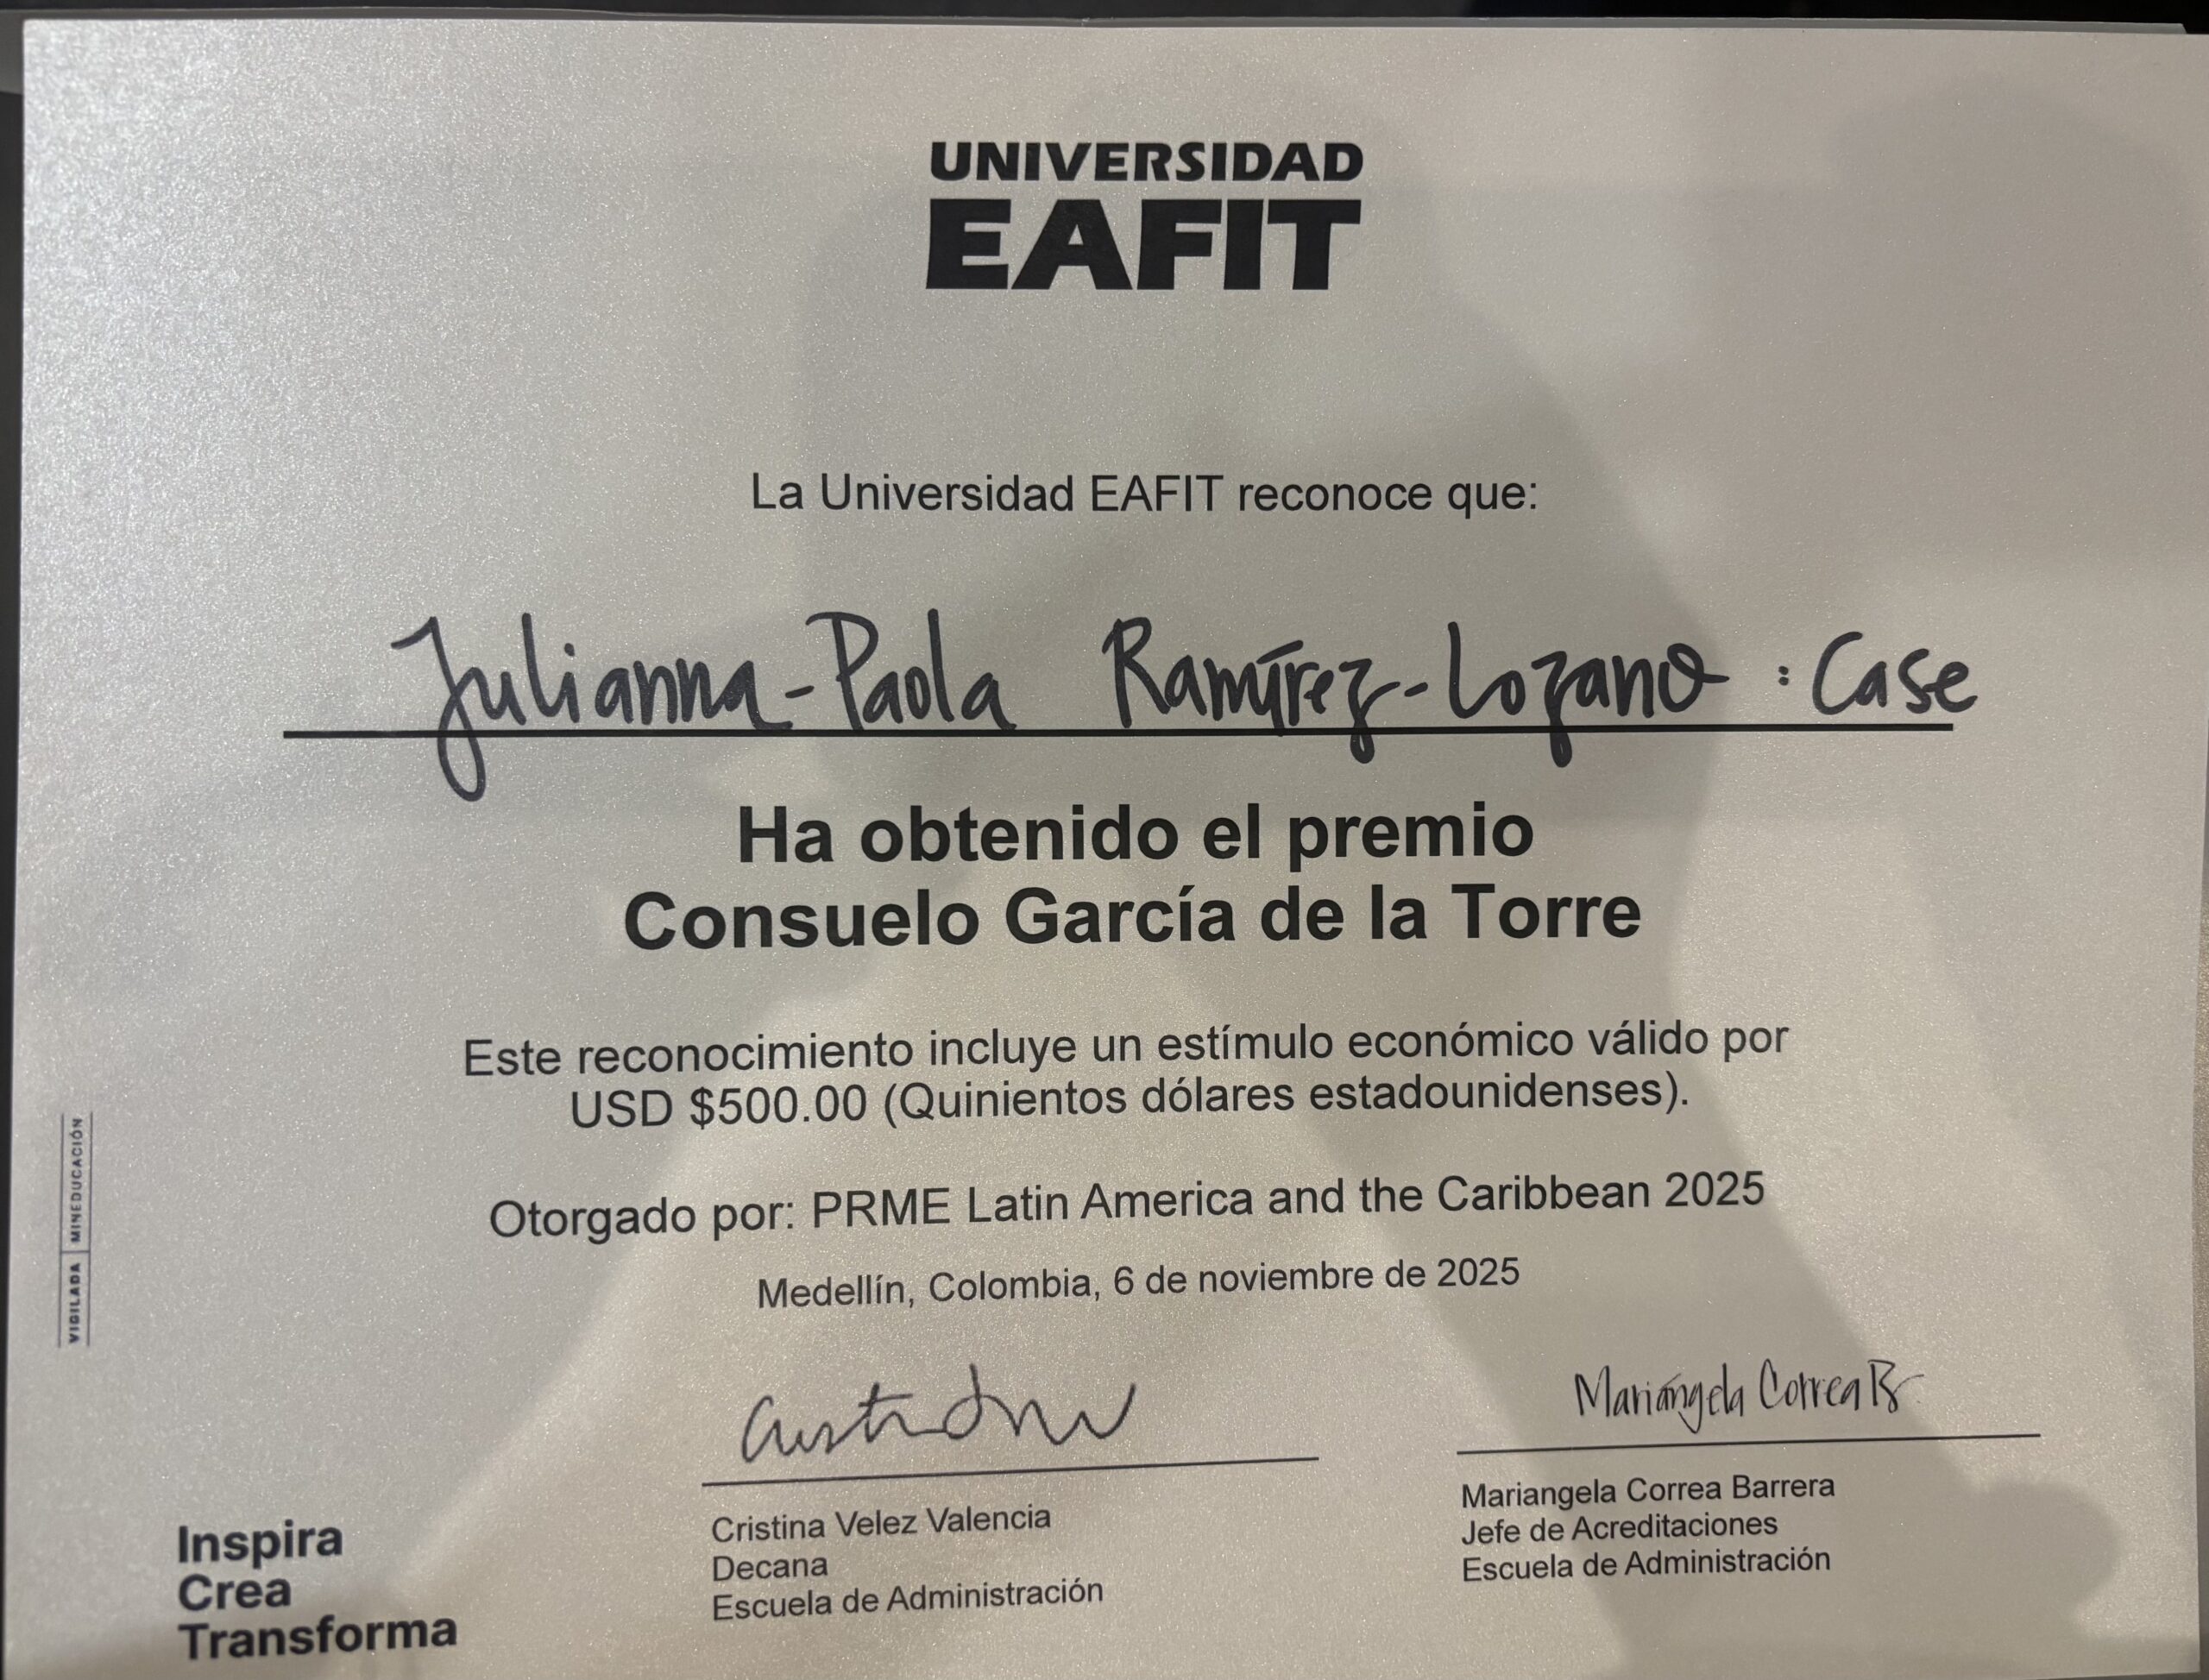 UNIVERSIDAD
EAFIT
La Universidad EAFIT reconoce que:
Julianna-Paola Ramírez-Lozano : Case
Ha obtenido el premio
Consuelo García de la Torre
Este reconocimiento incluye un estímulo económico válido por
USD $500.00 (Quinientos dólares estadounidenses).
Otorgado por: PRME Latin America and the Caribbean 2025
Medellín, Colombia, 6 de noviembre de 2025
VIGILADA MINEDUCACIÓN
Mariángela Correa B
Cristina Velez Valencia
Decana
Escuela de Administración
Mariangela Correa Barrera
Jefe de Acreditaciones
Escuela de Administración
Inspira
Crea
Transforma